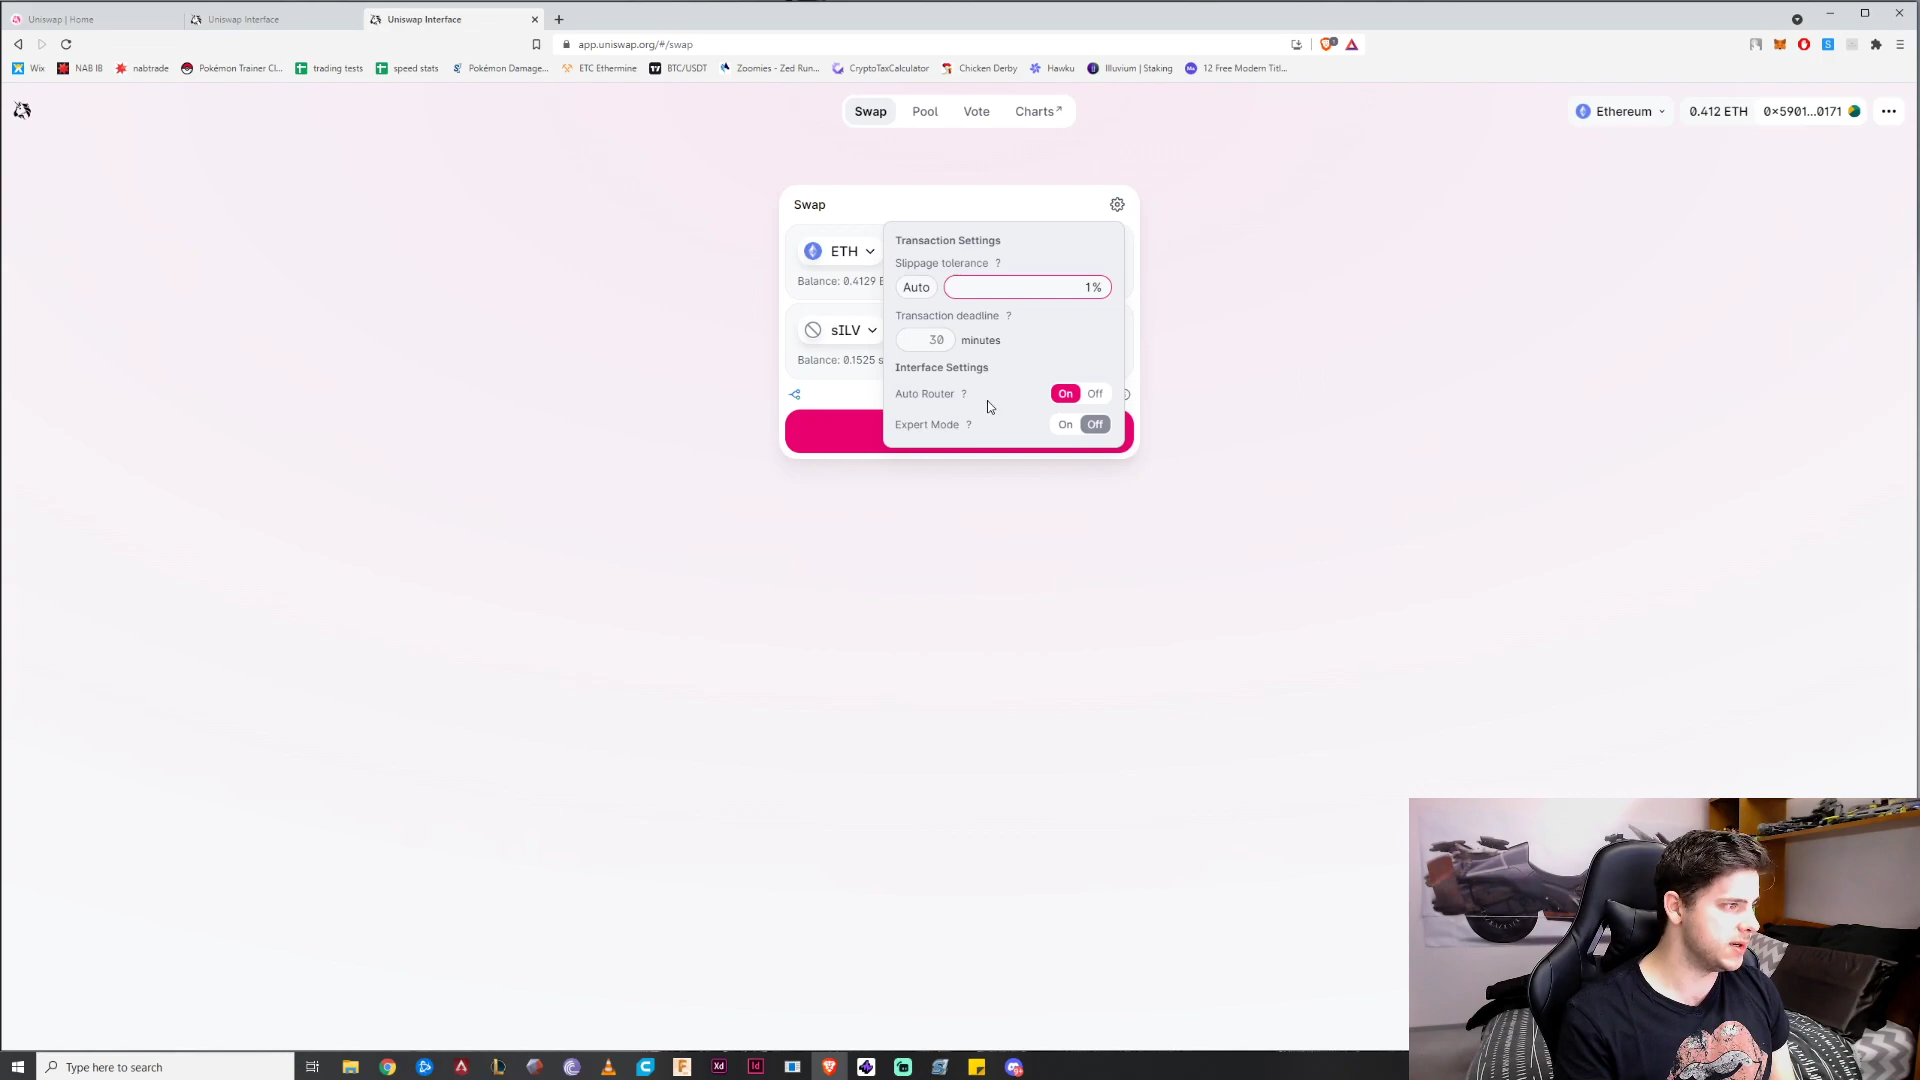 Uniswap | Home
Uniswap Interface
Uniswap Interface
app.uniswap.org/#/swap
Wix
NAB IB
nabtrade
Pokémon Trainer Cl...
trading tests
speed stats
Pokémon Damage...
ETC Ethermine
BTC/USDT
Zoomies - Zed Run...
CryptoTaxCalculator
Chicken Derby
Hawku
Illuvium | Staking
12 Free Modern Titl...
Swap
Pool
Vote
Charts↗
Ethereum
0.412 ETH
0×5901...0171
Swap
ETH
Balance: 0.4129 E
sILV
Balance: 0.1525 s
Transaction Settings
Slippage tolerance ?
Auto
1%
Transaction deadline ?
30 minutes
Interface Settings
Auto Router ?
On Off
Expert Mode ?
On Off
Type here to search
Xd
Id